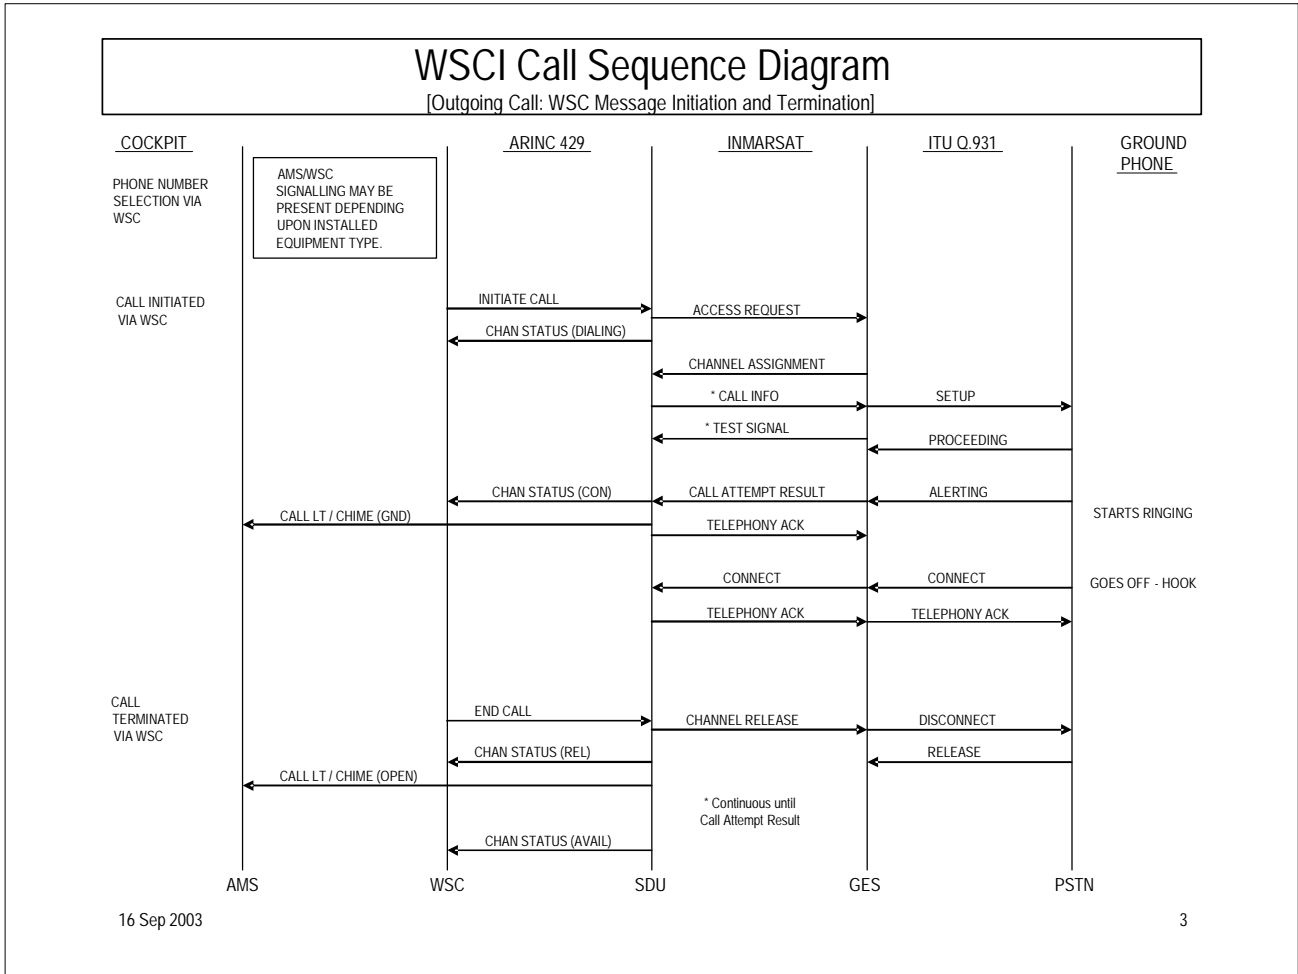 WSCI Call Sequence Diagram
[Outgoing Call: WSC Message Initiation and Termination]
COCKPIT
ARINC 429
INMARSAT
ITU Q.931
GROUND
PHONE
PHONE NUMBER
SELECTION VIA
WSC
AMS/WSC
SIGNALLING MAY BE
PRESENT DEPENDING
UPON INSTALLED
EQUIPMENT TYPE.
CALL INITIATED
VIA WSC
INITIATE CALL
ACCESS REQUEST
CHAN STATUS (DIALING)
CHANNEL ASSIGNMENT
* CALL INFO
SETUP
* TEST SIGNAL
PROCEEDING
CHAN STATUS (CON)
CALL ATTEMPT RESULT
ALERTING
CALL LT / CHIME (GND)
TELEPHONY ACK
STARTS RINGING
CONNECT
CONNECT
GOES OFF - HOOK
TELEPHONY ACK
TELEPHONY ACK
CALL
TERMINATED
VIA WSC
END CALL
CHANNEL RELEASE
DISCONNECT
CHAN STATUS (REL)
RELEASE
CALL LT / CHIME (OPEN)
* Continuous until
Call Attempt Result
CHAN STATUS (AVAIL)
AMS
WSC
SDU
GES
PSTN
16 Sep 2003
3